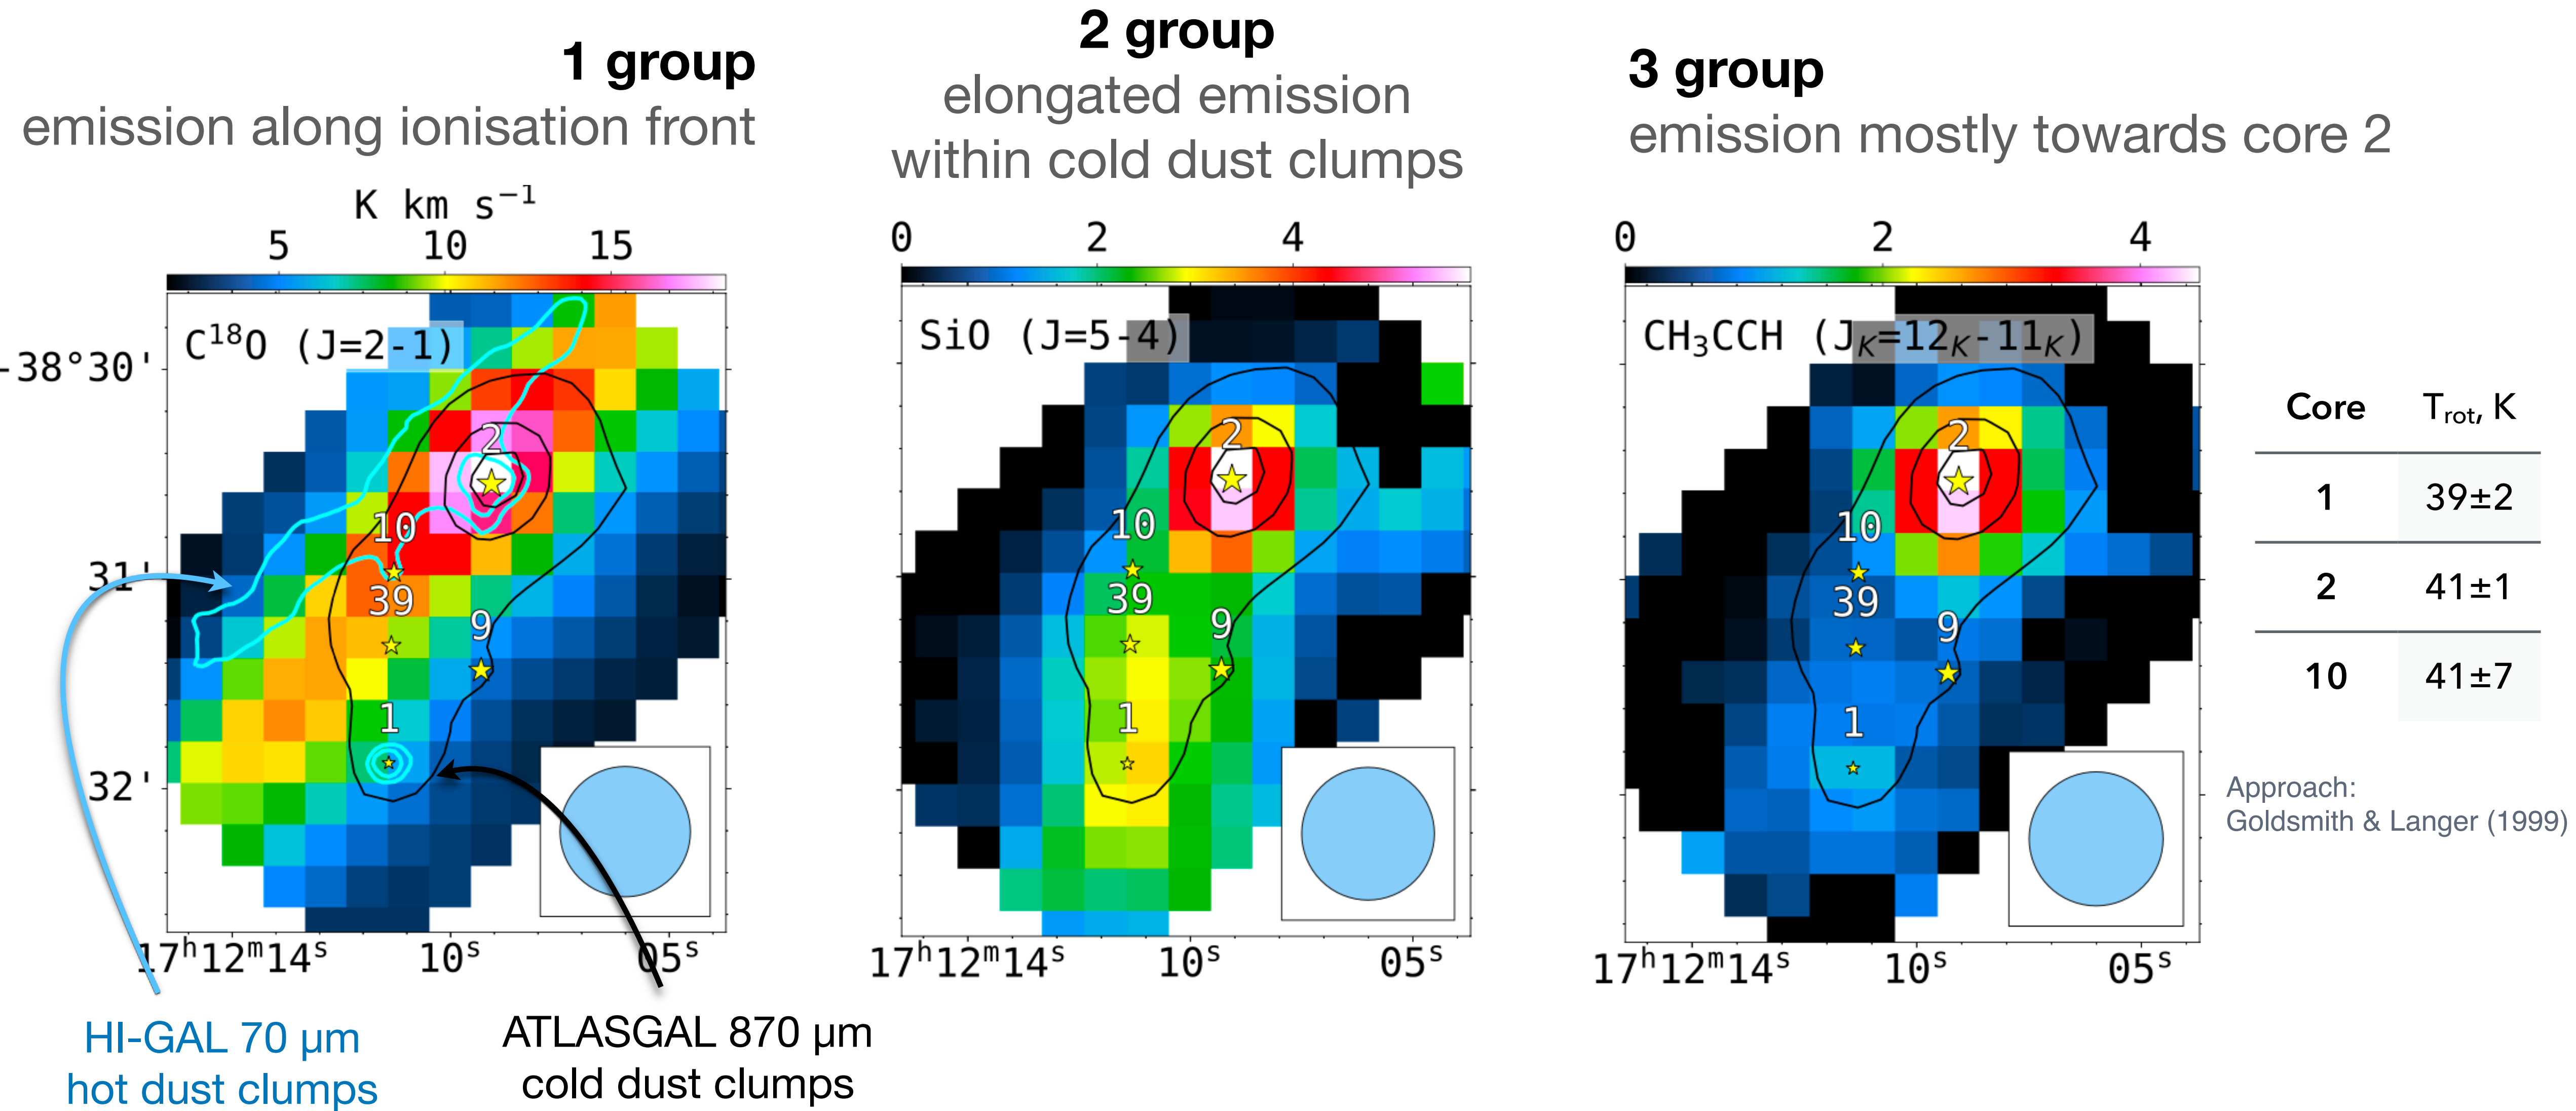 1 group
emission along ionisation front
K km s⁻¹
5 10 15
C¹⁸O (J=2-1)
-38°30'
31'
32'
2
10
39
9
1
17ʰ12ᵐ14ˢ 10ˢ 05ˢ
HI-GAL 70 µm
hot dust clumps
ATLASGAL 870 µm
cold dust clumps
2 group
elongated emission
within cold dust clumps
0 2 4
SiO (J=5-4)
2
10
39
9
1
17ʰ12ᵐ14ˢ 10ˢ 05ˢ
3 group
emission mostly towards core 2
0 2 4
CH₃CCH (J_K=12_K-11_K)
2
10
39
9
1
17ʰ12ᵐ14ˢ 10ˢ 05ˢ
Core T_rot, K
1 39±2
2 41±1
10 41±7
Approach:
Goldsmith & Langer (1999)